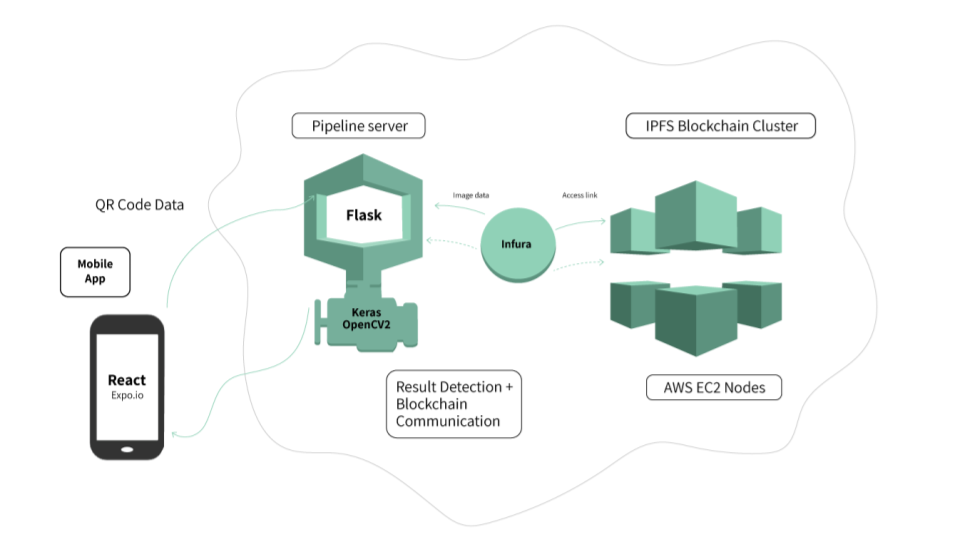 Pipeline server
IPFS Blockchain Cluster
QR Code Data
Image data
Access link
Flask
Infura
Mobile
App
Keras
OpenCV2
React
Expo.io
Result Detection +
Blockchain
Communication
AWS EC2 Nodes